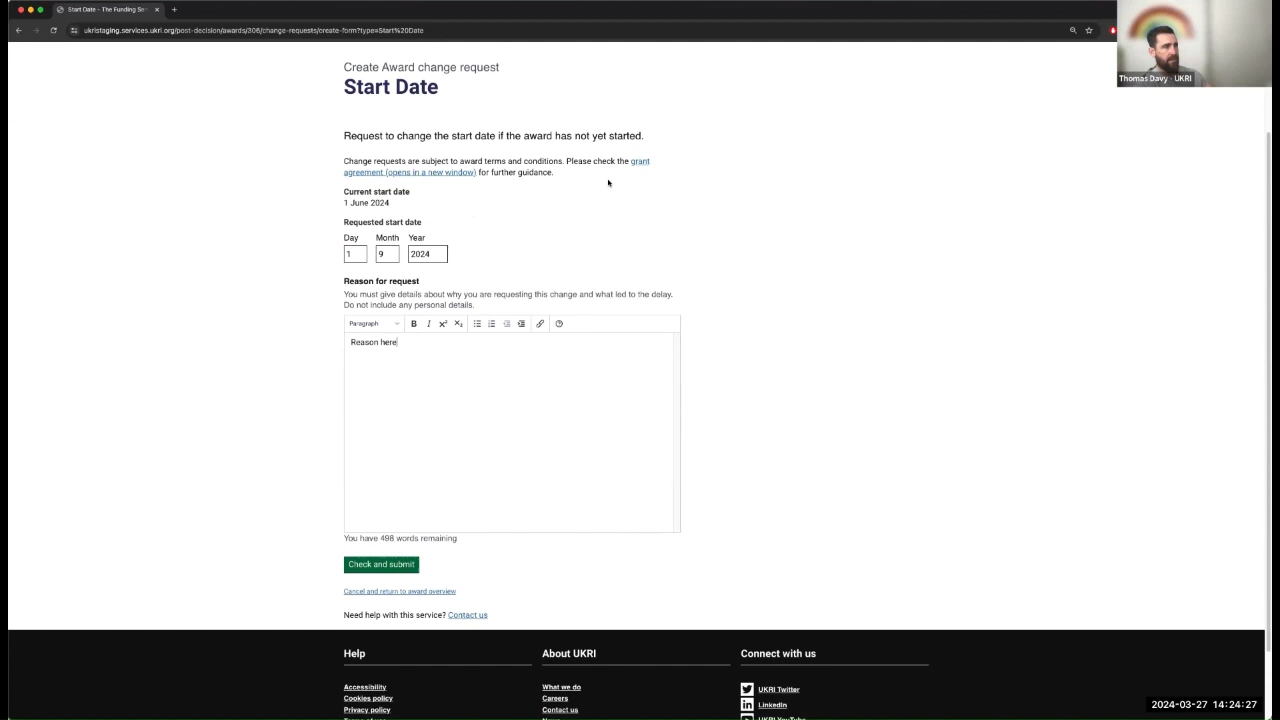 Start Date - The Funding Ser
ukristaging.services.ukri.org/post-decision/awards/306/change-requests/create-form?type=Start%20Date
Thomas Davy - UKRI
Create Award change request
Start Date
Request to change the start date if the award has not yet started.
Change requests are subject to award terms and conditions. Please check the grant
agreement (opens in a new window) for further guidance.
Current start date
1 June 2024
Requested start date
Day Month Year
1 9 2024
Reason for request
You must give details about why you are requesting this change and what led to the delay.
Do not include any personal details.
Paragraph B I X² X₂
Reason here
You have 498 words remaining
Check and submit
Cancel and return to award overview
Need help with this service? Contact us
Help About UKRI Connect with us
Accessibility What we do UKRI Twitter
Cookies policy Careers LinkedIn
Privacy policy Contact us UKRI YouTube
2024-03-27 14:24:27